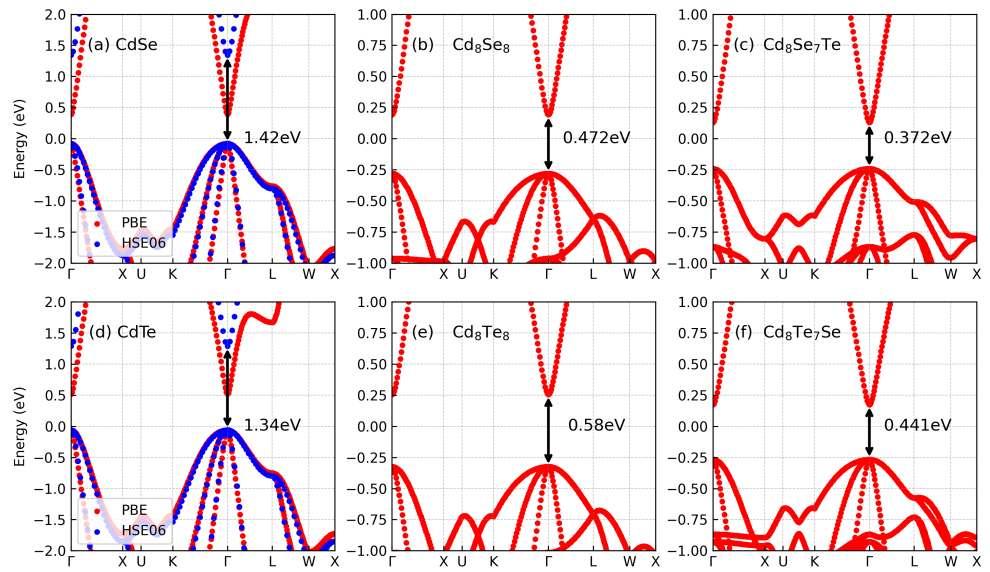 (a) CdSe
Energy (eV)
2.0
1.5
1.0
0.5
0.0
−0.5
−1.0
−1.5
−2.0
1.42eV
PBE
HSE06
Γ X U K Γ L W X
(b) Cd₈Se₈
1.00
0.75
0.50
0.25
0.00
−0.25
−0.50
−0.75
−1.00
0.472eV
Γ X U K Γ L W X
(c) Cd₈Se₇Te
1.00
0.75
0.50
0.25
0.00
−0.25
−0.50
−0.75
−1.00
0.372eV
Γ X U K Γ L W X
(d) CdTe
Energy (eV)
2.0
1.5
1.0
0.5
0.0
−0.5
−1.0
−1.5
−2.0
1.34eV
PBE
HSE06
Γ X U K Γ L W X
(e) Cd₈Te₈
1.00
0.75
0.50
0.25
0.00
−0.25
−0.50
−0.75
−1.00
0.58eV
Γ X U K Γ L W X
(f) Cd₈Te₇Se
1.00
0.75
0.50
0.25
0.00
−0.25
−0.50
−0.75
−1.00
0.441eV
Γ X U K Γ L W X